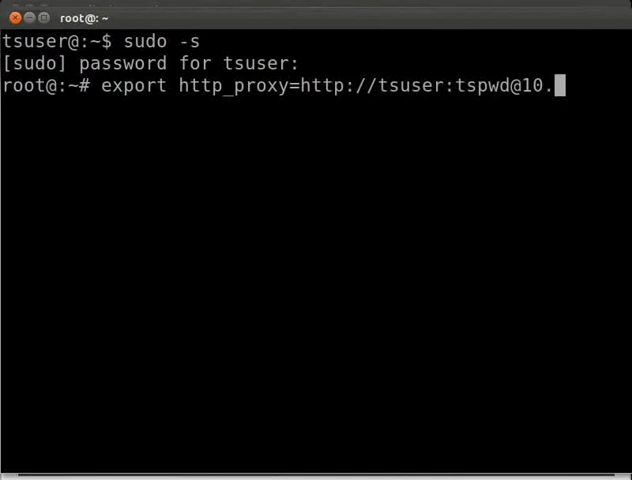 root@: ~
tsuser@:~$ sudo -s
[sudo] password for tsuser:
root@:~# export http_proxy=http://tsuser:tspwd@10.